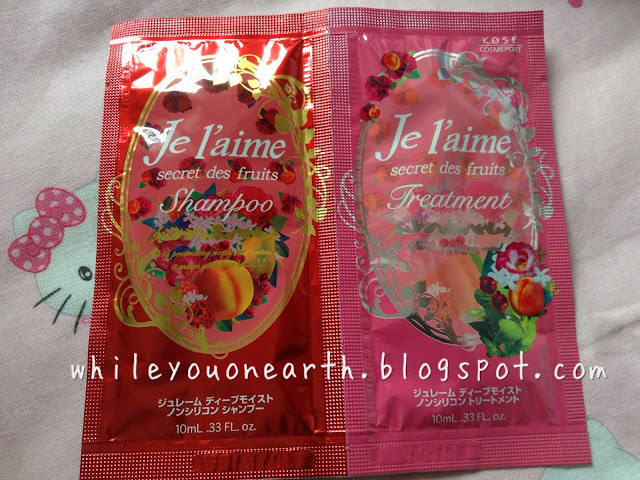 KOSÉ
COSMEPORT
Je l'aime
secret des fruits
Shampoo
ジュレーム ディープモイスト
ノンシリコン シャンプー
10mL .33 FL. oz.
Je l'aime
secret des fruits
Treatment
ジュレーム ディープモイスト
ノンシリコン トリートメント
10mL .33 FL. oz.
whileyouonearth.blogspot.com